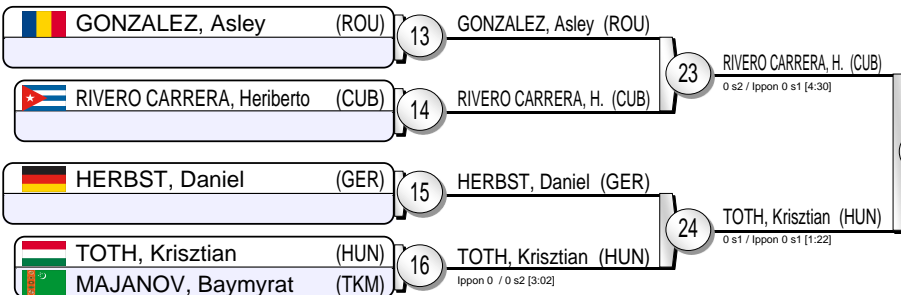 GONZALEZ, Asley (ROU)
13
GONZALEZ, Asley (ROU)
RIVERO CARRERA, Heriberto (CUB)
14
RIVERO CARRERA, H. (CUB)
23
RIVERO CARRERA, H. (CUB)
0 s2 / Ippon 0 s1 [4:30]
HERBST, Daniel (GER)
15
HERBST, Daniel (GER)
TOTH, Krisztian (HUN)
MAJANOV, Baymyrat (TKM)
16
TOTH, Krisztian (HUN)
Ippon 0 / 0 s2 [3:02]
24
TOTH, Krisztian (HUN)
0 s1 / Ippon 0 s1 [1:22]